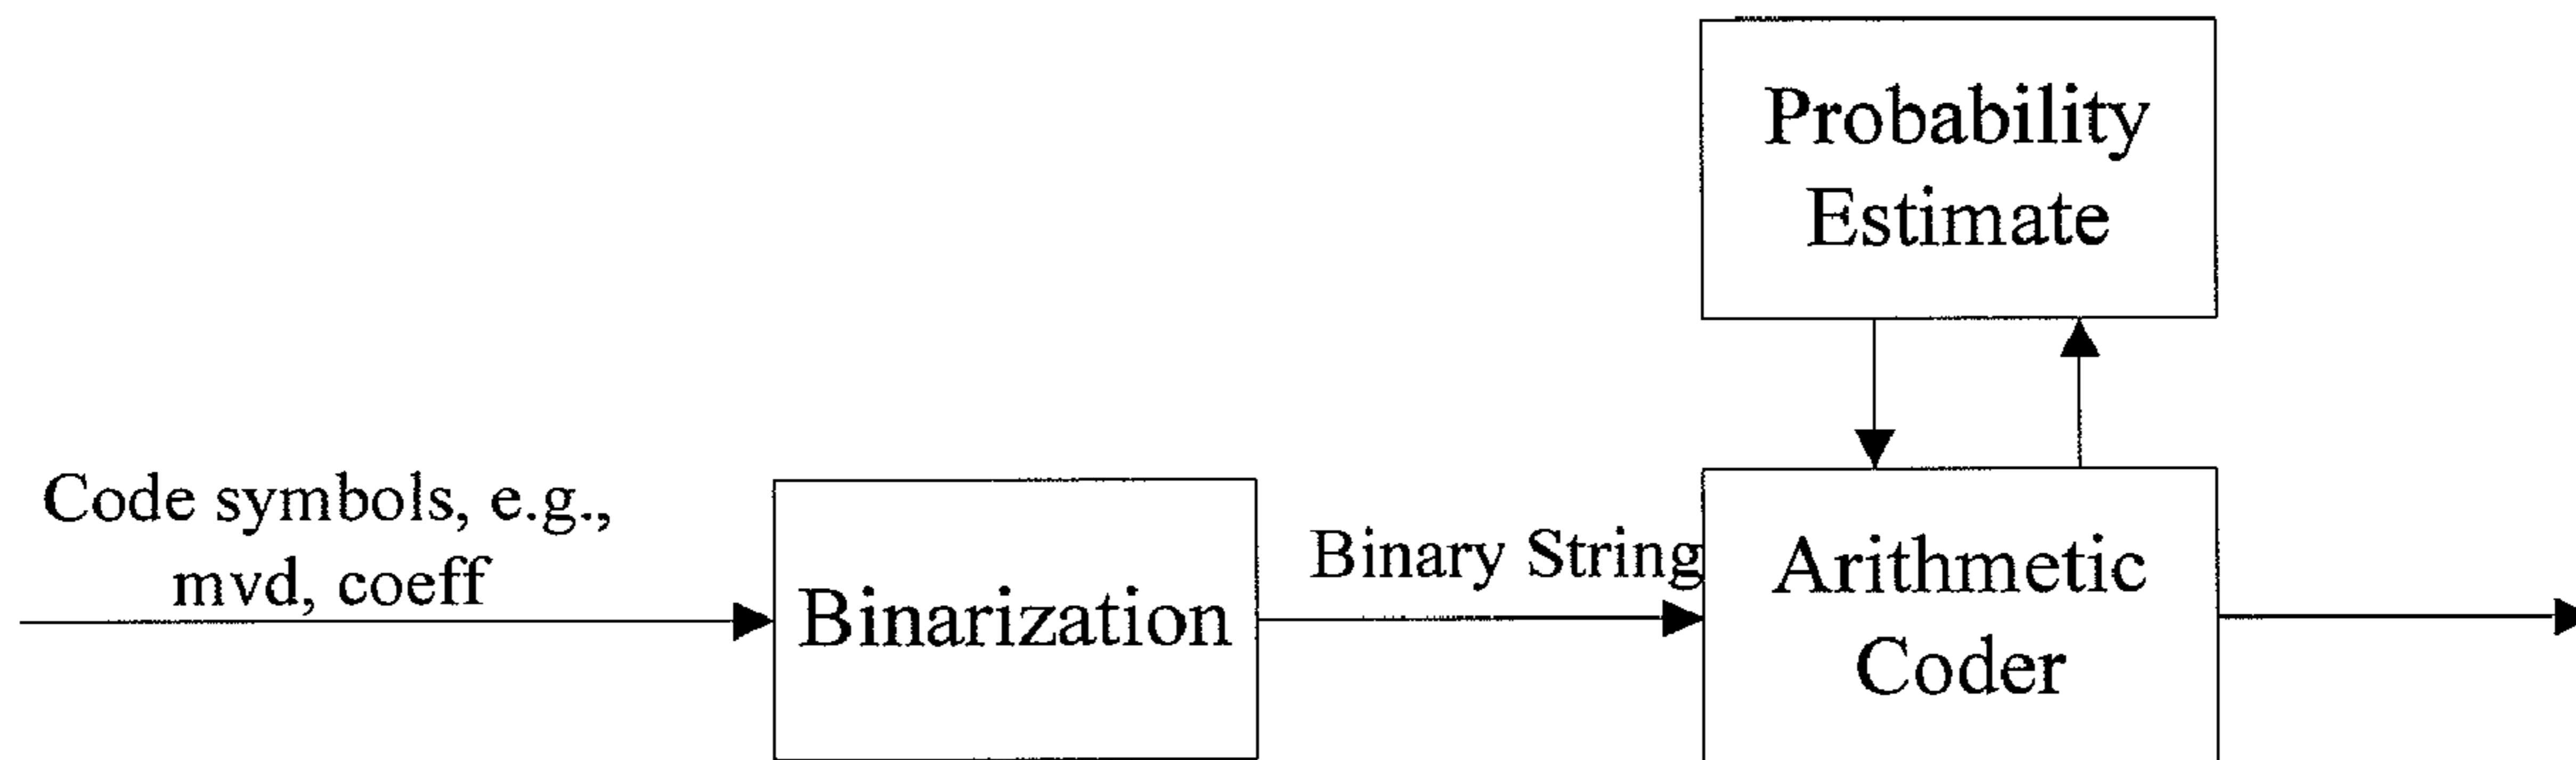 Probability
Estimate
Code symbols, e.g.,
mvd, coeff
Binarization
Binary String
Arithmetic
Coder